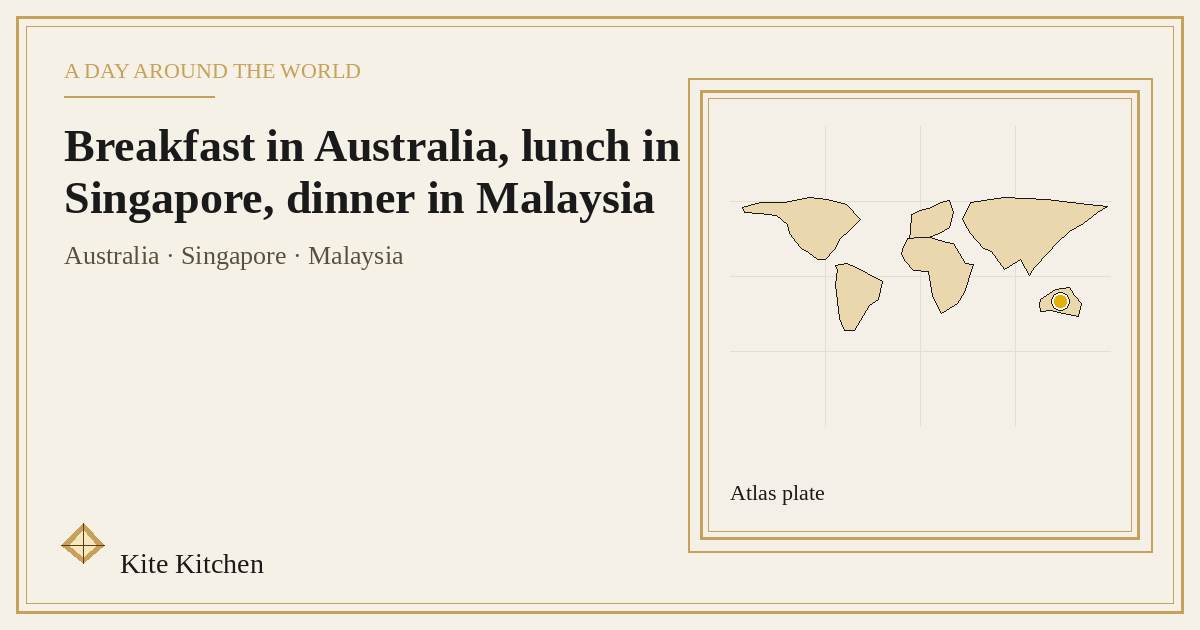 A DAY AROUND THE WORLD
Breakfast in Australia, lunch in
Singapore, dinner in Malaysia
Australia · Singapore · Malaysia
Atlas plate
Kite Kitchen